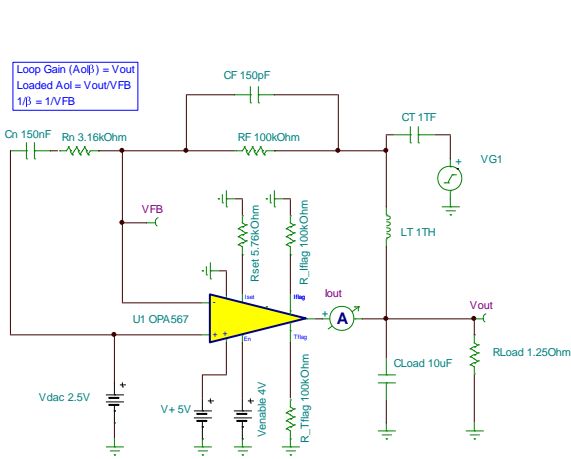 Loop Gain (Aolβ) = Vout
Loaded Aol = Vout/VFB
1/β = 1/VFB
CF 150pF
CT 1TF
Cn 150nF
Rn 3.16kOhm
RF 100kOhm
+
VG1
VFB
Rset 5.76kOhm
R_Iflag 100kOhm
LT 1TH
Iset
Iflag
-
U1 OPA567
+
+
Iout
+
A
Vout
En
Tflag
RLoad 1.25Ohm
CLoad 10uF
Vdac 2.5V
+
V+ 5V
+
Venable 4V
+
R_Tflag 100kOhm